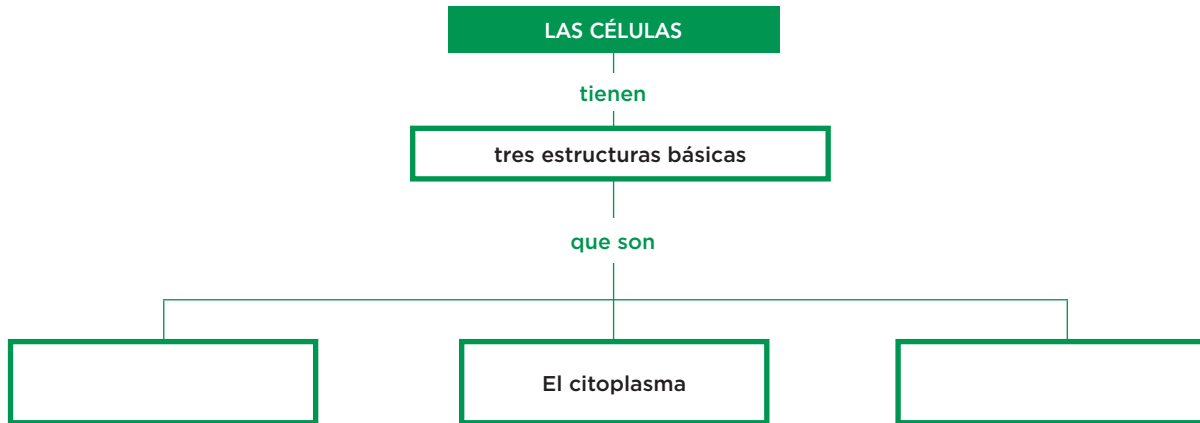 LAS CÉLULAS
tienen
tres estructuras básicas
que son
El citoplasma